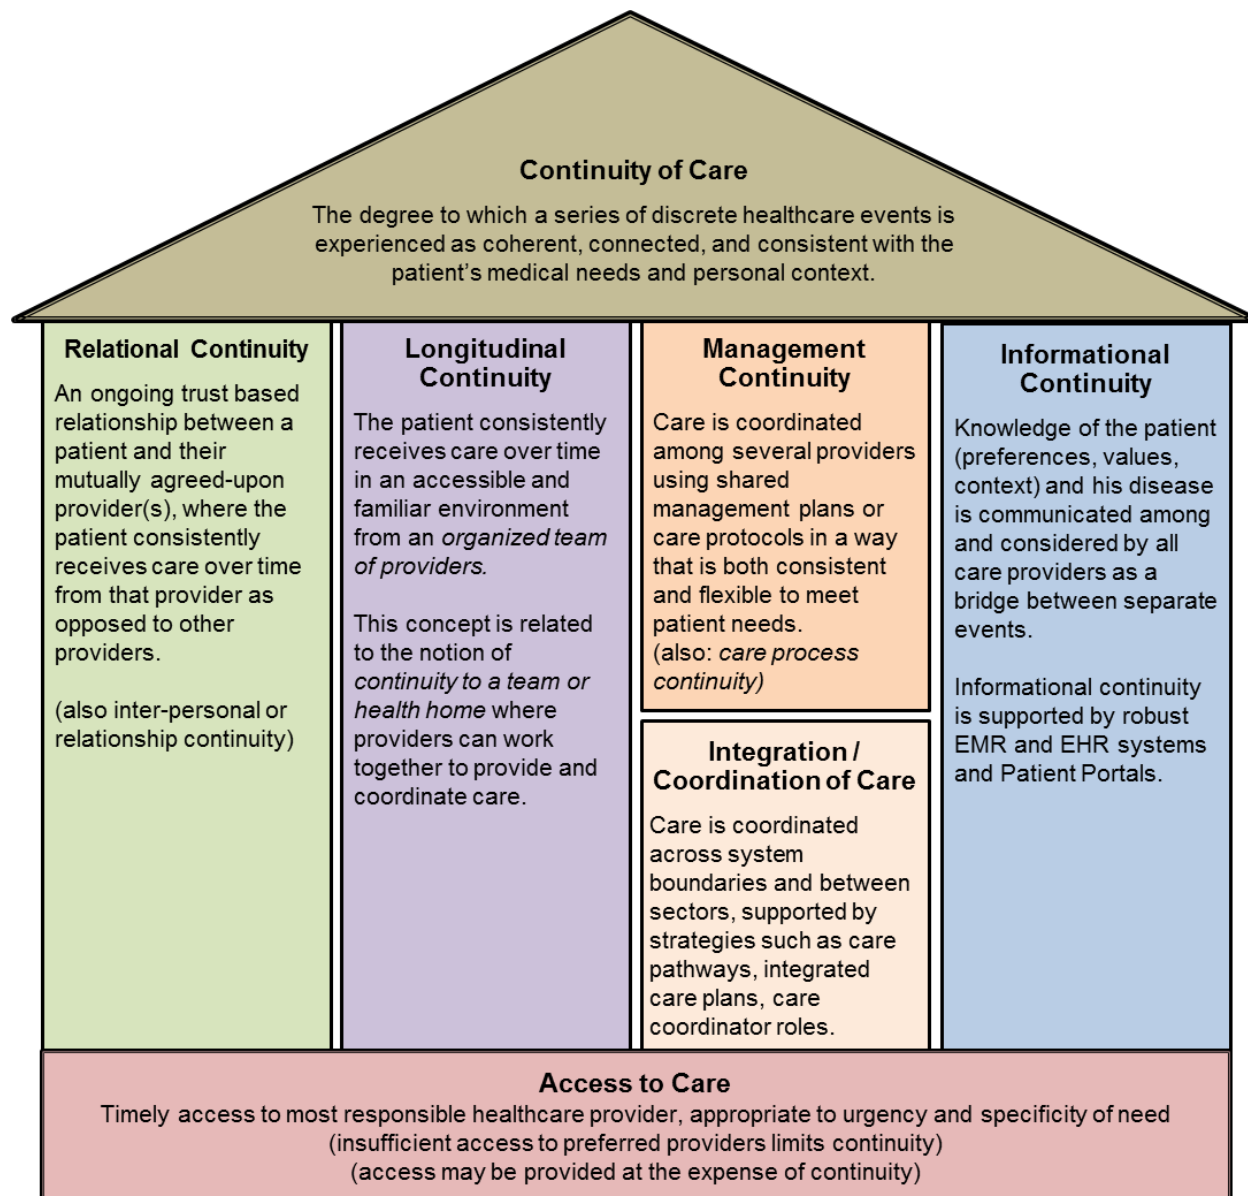 Continuity of Care
The degree to which a series of discrete healthcare events is
experienced as coherent, connected, and consistent with the
patient’s medical needs and personal context.
Relational Continuity
An ongoing trust based
relationship between a
patient and their
mutually agreed-upon
provider(s), where the
patient consistently
receives care over time
from that provider as
opposed to other
providers.
(also inter-personal or
relationship continuity)
Longitudinal
Continuity
The patient consistently
receives care over time
in an accessible and
familiar environment
from an organized team
of providers.
This concept is related
to the notion of
continuity to a team or
health home where
providers can work
together to provide and
coordinate care.
Management
Continuity
Care is coordinated
among several providers
using shared
management plans or
care protocols in a way
that is both consistent
and flexible to meet
patient needs.
(also: care process
continuity)
Integration /
Coordination of Care
Care is coordinated
across system
boundaries and between
sectors, supported by
strategies such as care
pathways, integrated
care plans, care
coordinator roles.
Informational
Continuity
Knowledge of the patient
(preferences, values,
context) and his disease
is communicated among
and considered by all
care providers as a
bridge between separate
events.
Informational continuity
is supported by robust
EMR and EHR systems
and Patient Portals.
Access to Care
Timely access to most responsible healthcare provider, appropriate to urgency and specificity of need
(insufficient access to preferred providers limits continuity)
(access may be provided at the expense of continuity)